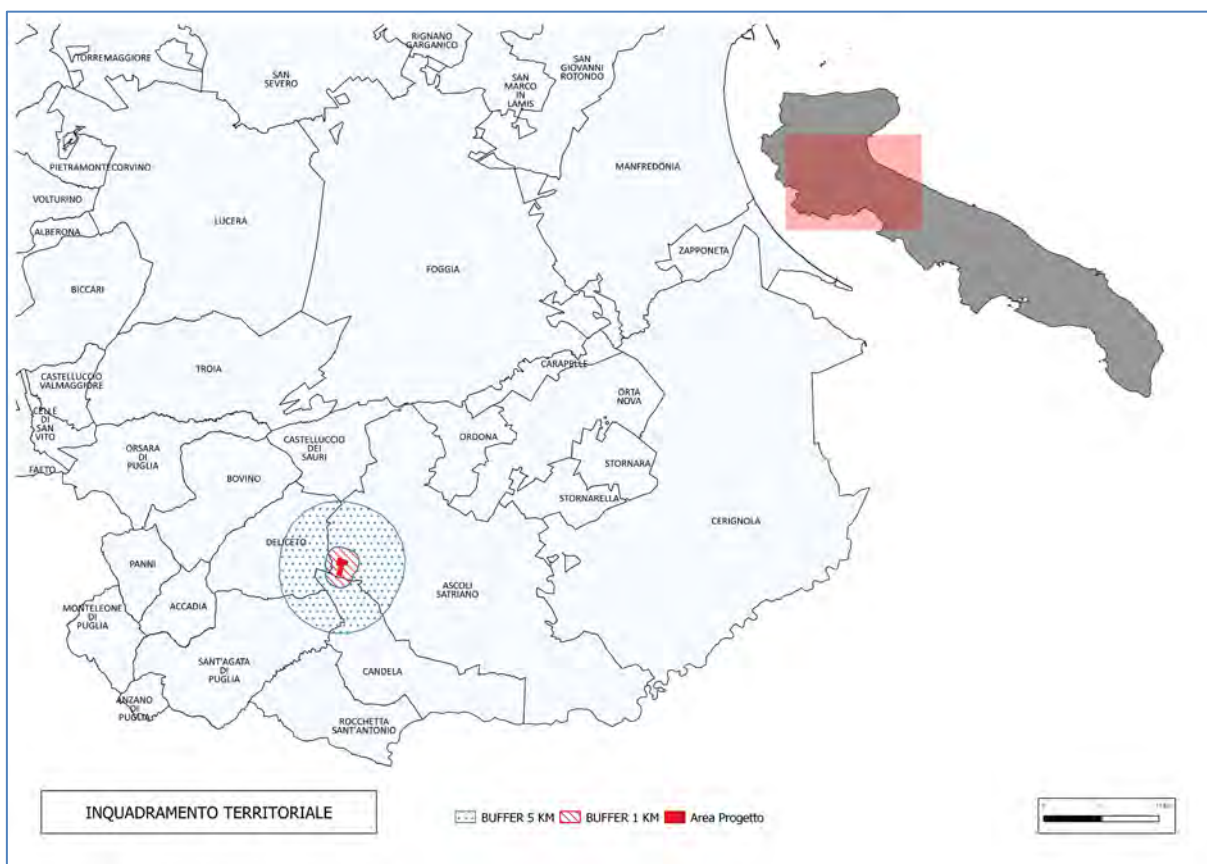 TORREMAGGIORE
SAN
SEVERO
RIGNANO
GARGANICO
SAN
MARCO
IN
LAMIS
SAN
GIOVANNI
ROTONDO
PIETRAMONTECORVINO
VOLTURINO
ALBERONA
LUCERA
MANFREDONIA
BICCARI
FOGGIA
ZAPPONETA
CASTELLUCCIO
VALMAGGIORE
TROIA
CARAPELLE
CELLE
DI
SAN
VITO
ORTA
NOVA
FAETO
ORSARA
DI
PUGLIA
BOVINO
CASTELLUCCIO
DEI
SAURI
ORDONA
STORNARA
STORNARELLA
CERIGNOLA
DELICETO
PANNI
ASCOLI
SATRIANO
MONTELEONE
DI
PUGLIA
ACCADIA
SANT'AGATA
DI
PUGLIA
CANDELA
ANZANO
DI
PUGLIA
ROCCHETTA
SANT'ANTONIO
INQUADRAMENTO TERRITORIALE
BUFFER 5 KM
BUFFER 1 KM
Area Progetto